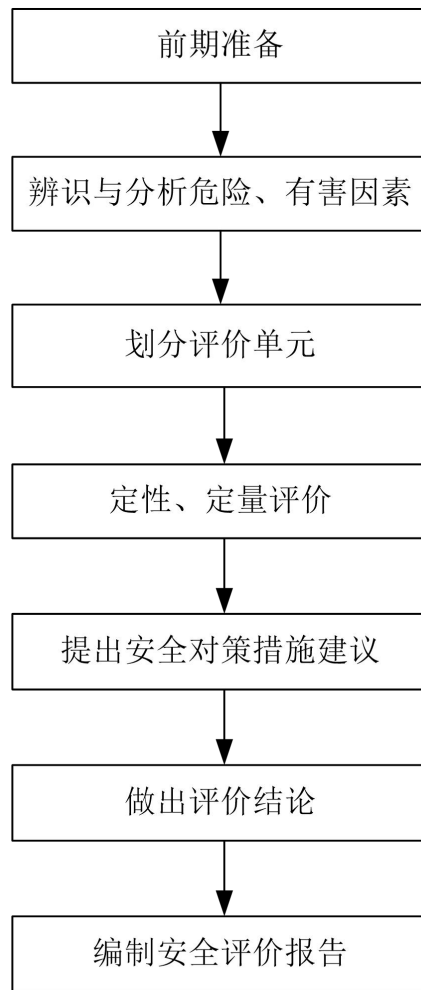 前期准备
辨识与分析危险、有害因素
划分评价单元
定性、定量评价
提出安全对策措施建议
做出评价结论
编制安全评价报告